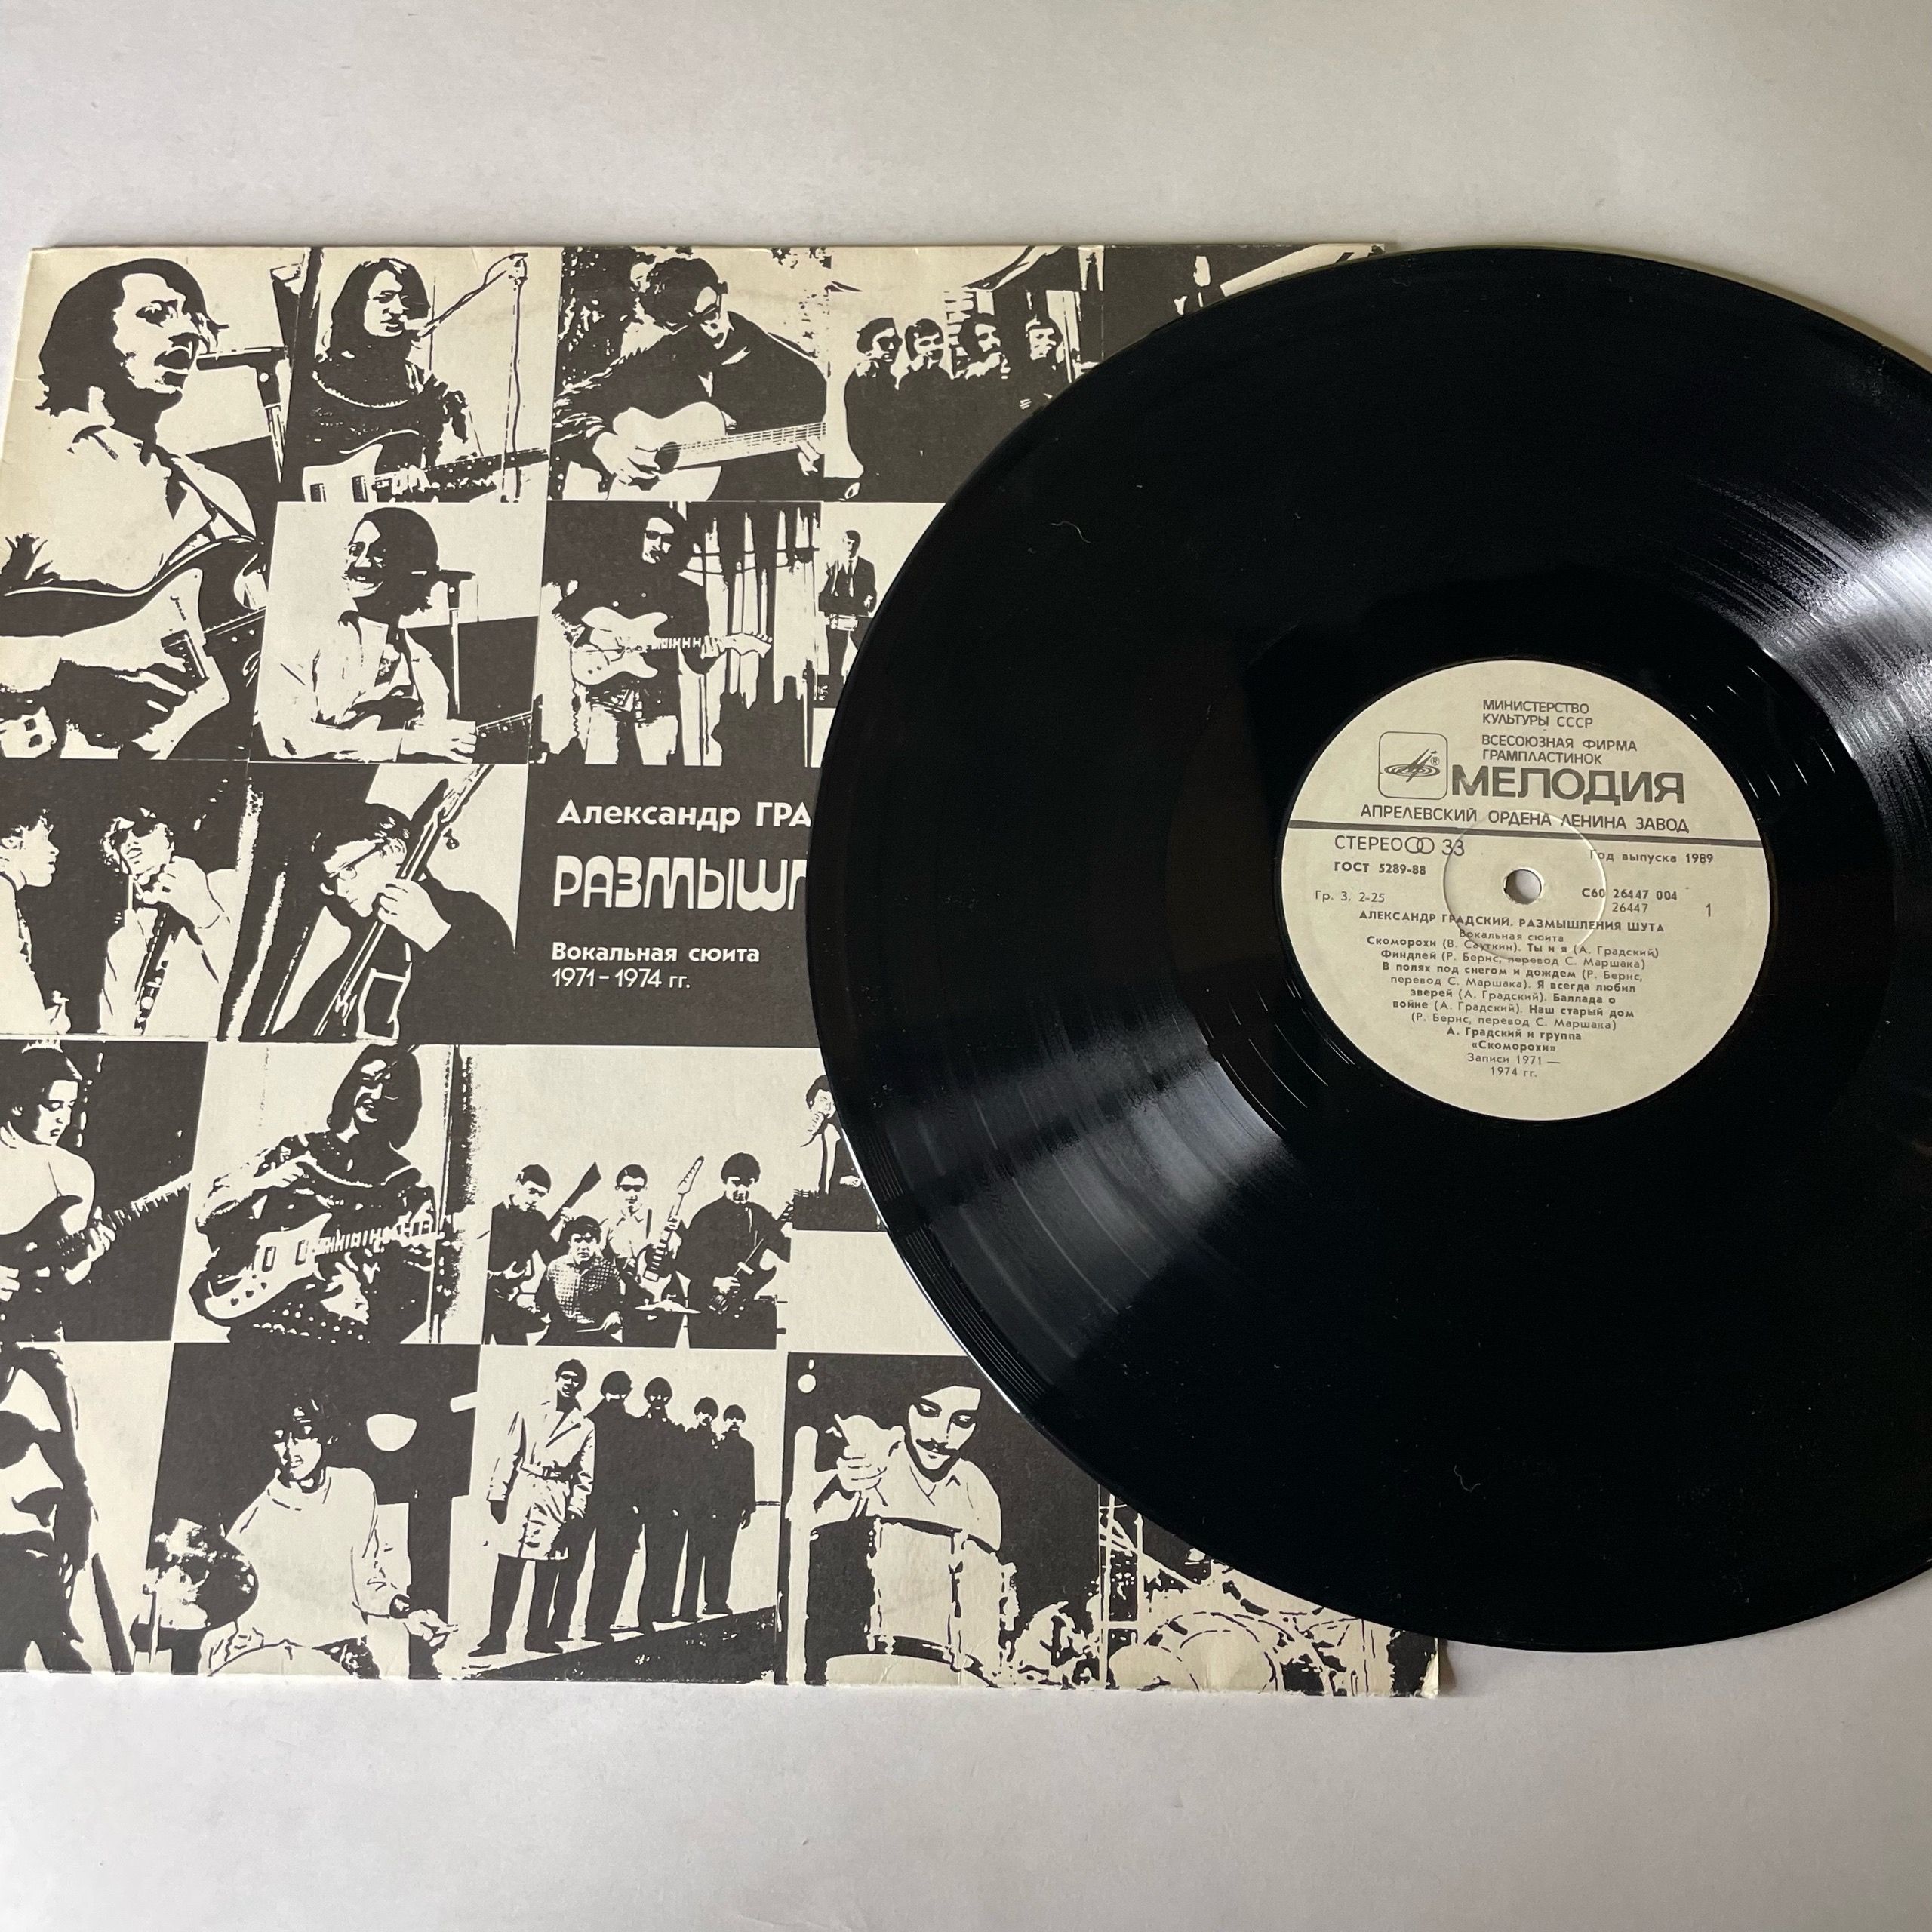 Александр ГРА
РАЗМЫШЛ
Вокальная сюита
1971–1974 гг.
МИНИСТЕРСТВО
КУЛЬТУРЫ СССР
ВСЕСОЮЗНАЯ ФИРМА
ГРАМПЛАСТИНОК
МЕЛОДИЯ
®
АПРЕЛЕВСКИЙ ОРДЕНА ЛЕНИНА ЗАВОД
СТЕРЕО 33
Год выпуска 1989
ГОСТ 5289-88
Гр. 3. 2-25
С60 26447 004
26447
1
АЛЕКСАНДР ГРАДСКИЙ. РАЗМЫШЛЕНИЯ ШУТА
Вокальная сюита
Скоморохи (В. Сауткин). Ты и я (А. Градский)
Финдлей (Р. Бернс, перевод С. Маршака)
В полях под снегом и дождем (Р. Бернс,
перевод С. Маршака). Я всегда любил
зверей (А. Градский). Баллада о
войне (А. Градский). Наш старый дом
(Р. Бернс, перевод С. Маршака)
А. Градский и группа
«Скоморохи»
Записи 1971 —
1974 гг.